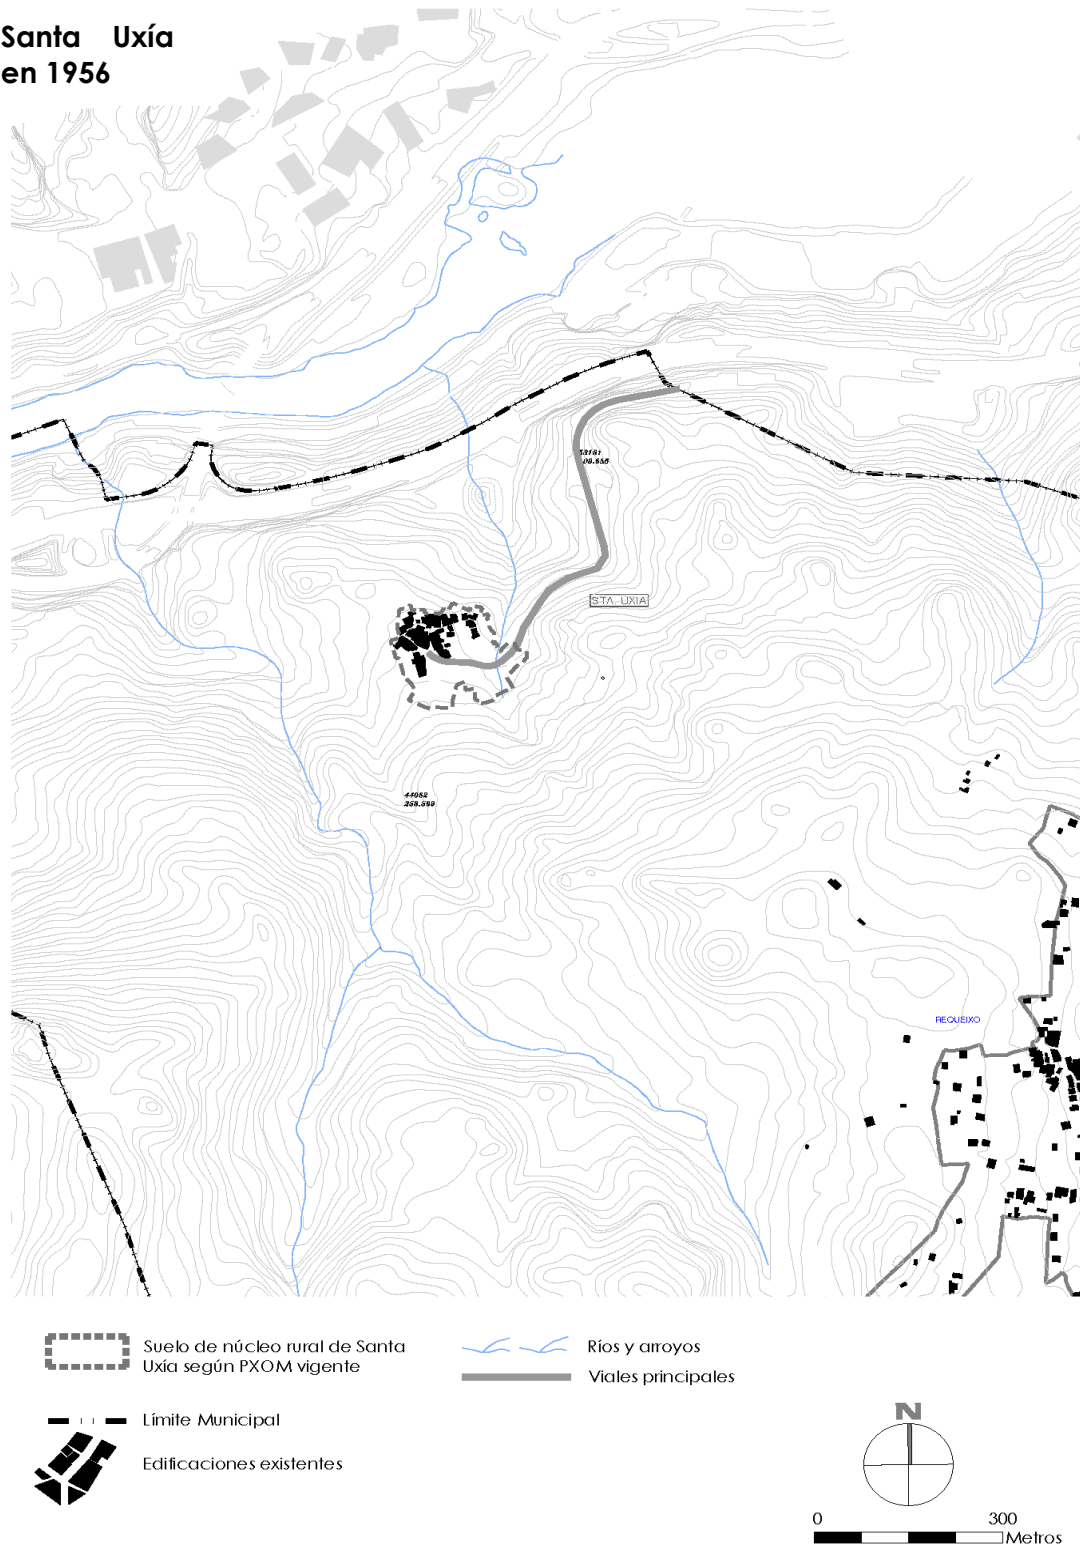 Santa Uxía
en 1956
STA. UXIA
REQUEIXO
Suelo de núcleo rural de Santa
Uxía según PXOM vigente
Ríos y arroyos
Viales principales
Límite Municipal
Edificaciones existentes
N
0 300
Metros